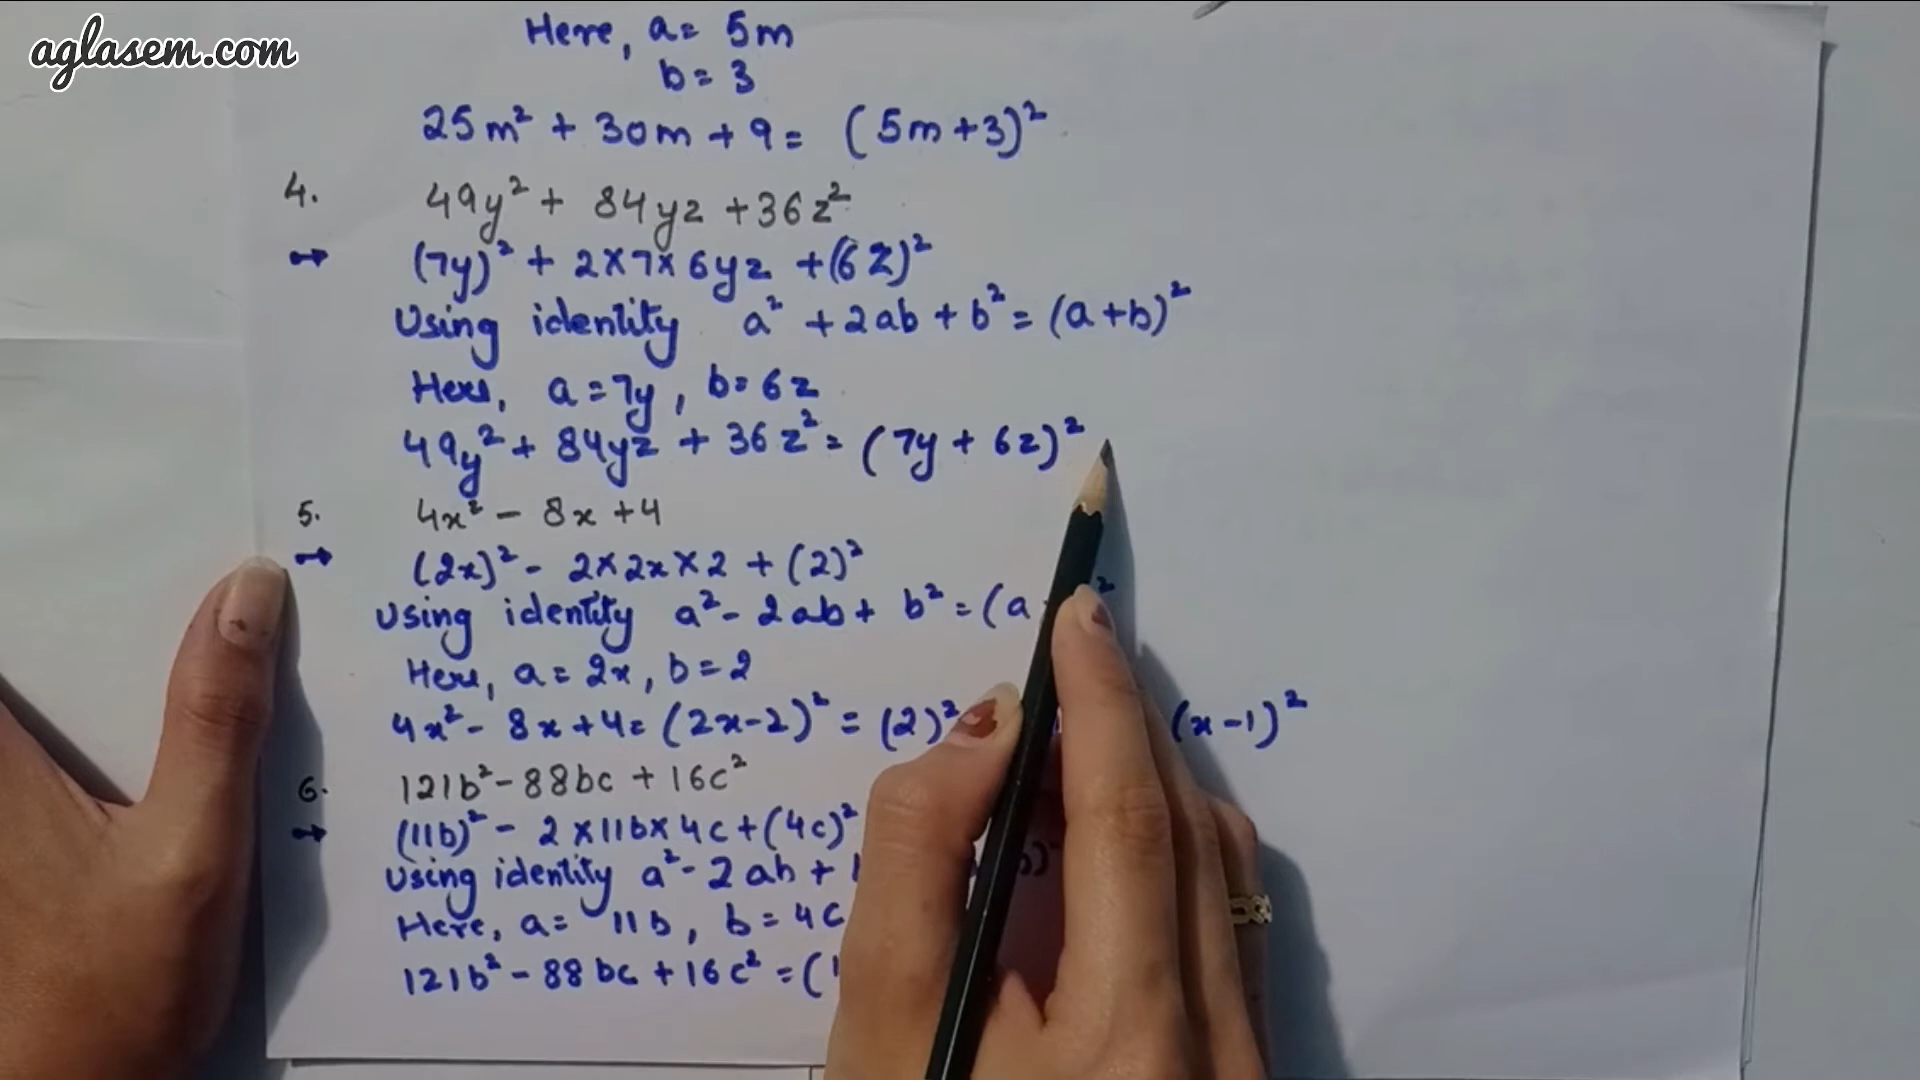 aglasem.com
Here, a = 5m
b = 3
25m² + 30m + 9 = (5m+3)²
4. 49y² + 84yz + 36z²
→ (7y)² + 2×7×6yz + (6z)²
Using identity a² + 2ab + b² = (a+b)²
Here, a = 7y, b = 6z
49y² + 84yz + 36z² = (7y + 6z)²
5. 4x² - 8x + 4
→ (2x)² - 2×2x×2 + (2)²
Using identity a² - 2ab + b² = (a ²
Here, a = 2x, b = 2
4x² - 8x + 4 = (2x-2)² = (2)² (x-1)²
6. 121b² - 88bc + 16c²
→ (11b)² - 2×11b×4c + (4c)²
Using identity a² - 2ab +
Here, a = 11b, b = 4c
121b² - 88bc + 16c² = (